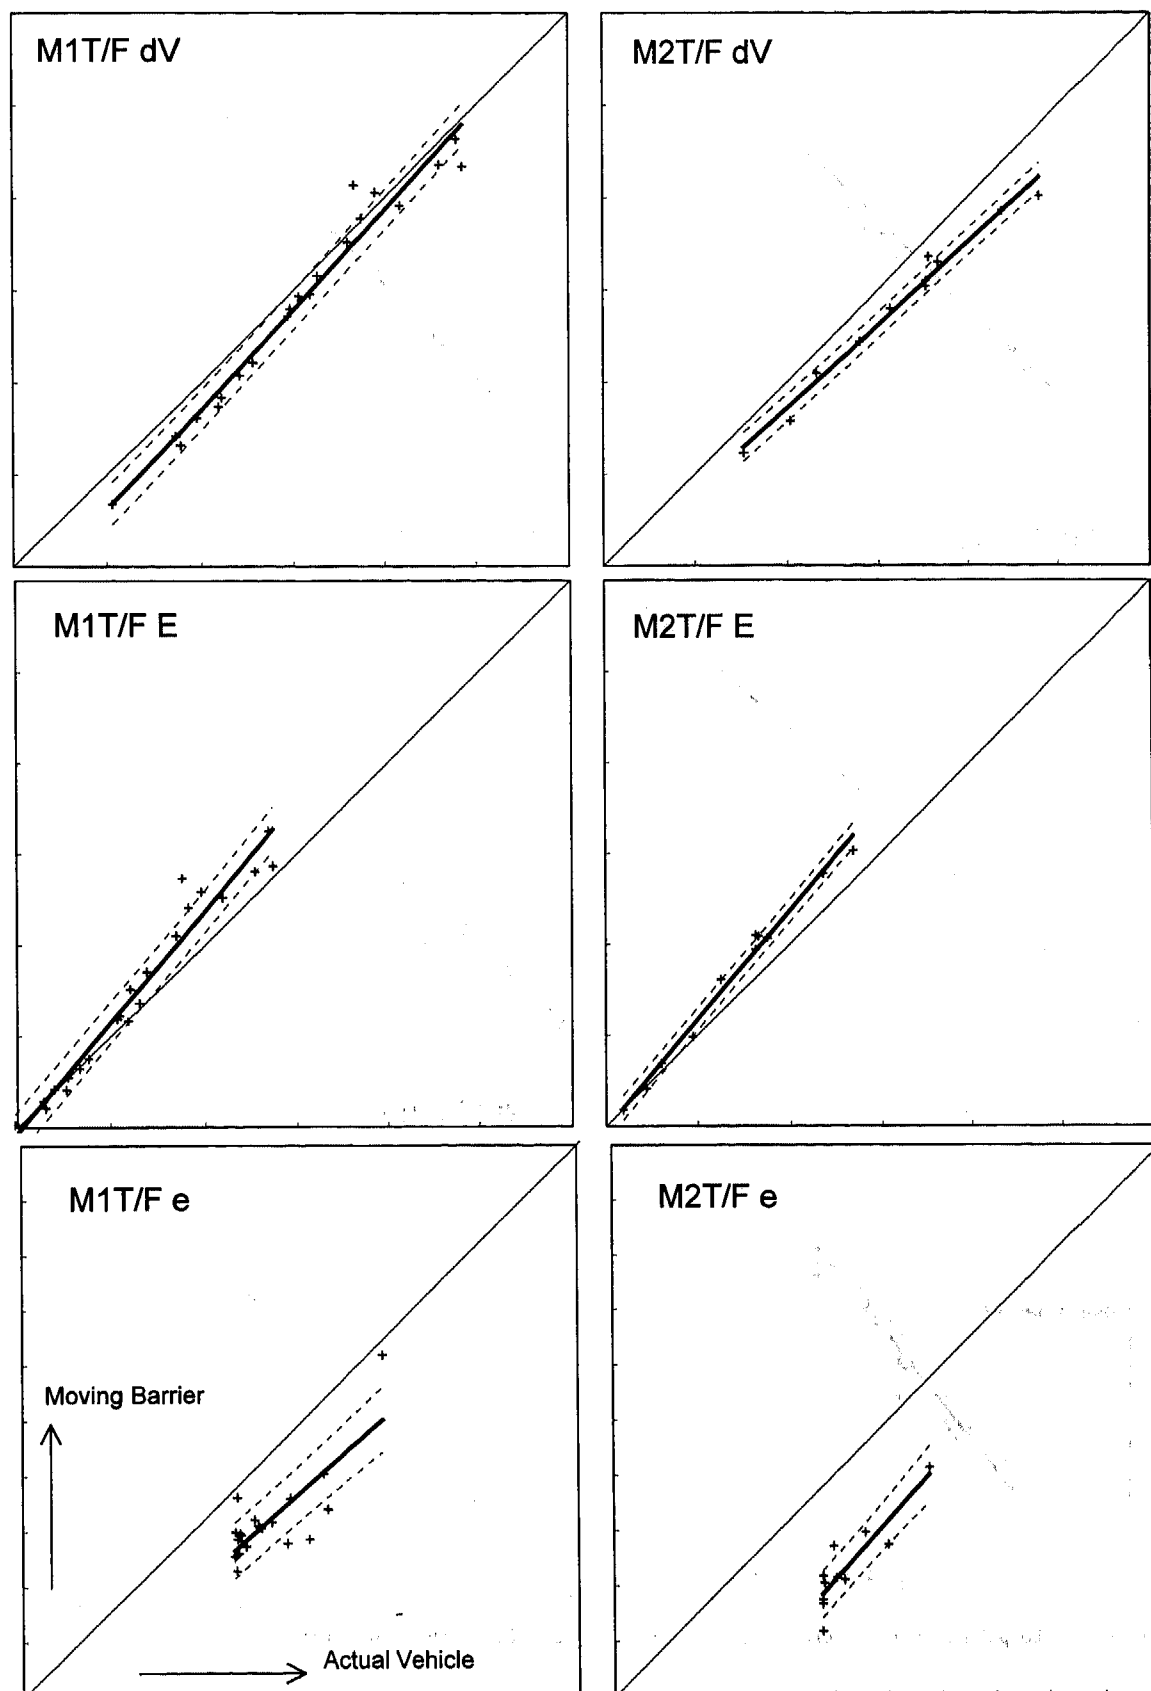 M1T/F dV
M2T/F dV
M1T/F E
M2T/F E
M1T/F e
M2T/F e
Moving Barrier
Actual Vehicle